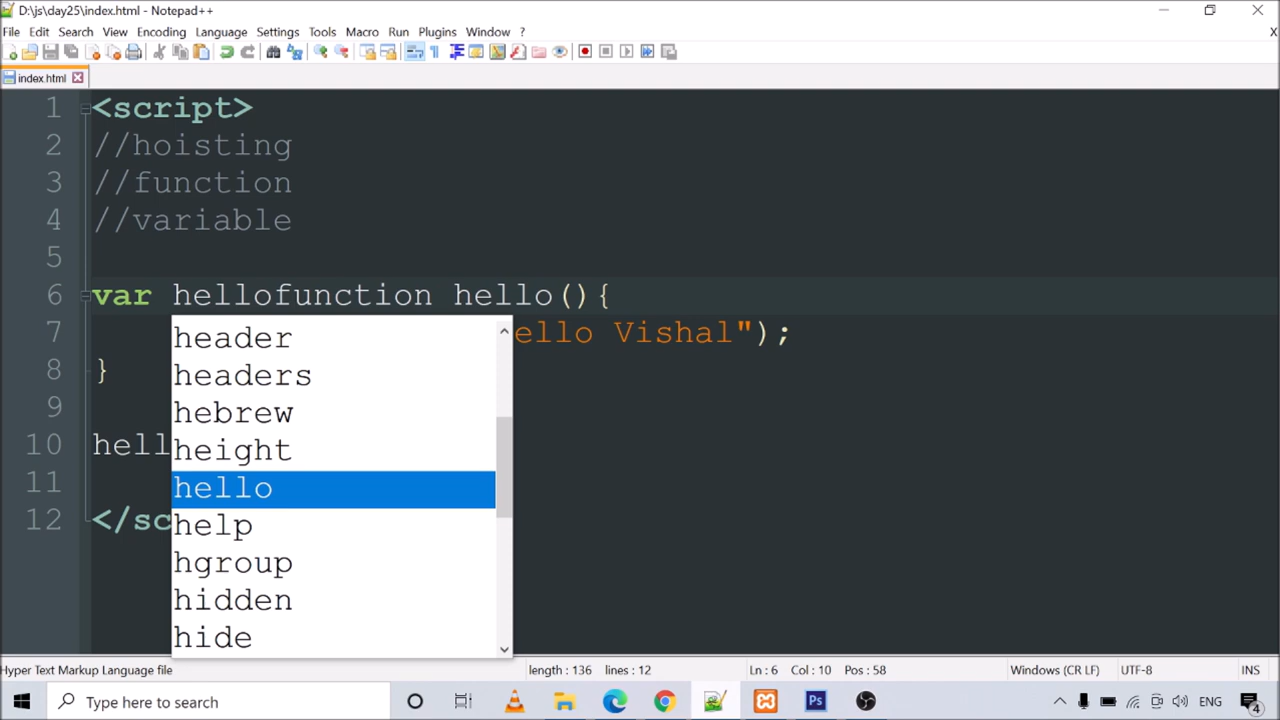 D:\js\day25\index.html - Notepad++
File Edit Search View Encoding Language Settings Tools Macro Run Plugins Window ? X
index.html
1 <script>
2 //hoisting
3 //function
4 //variable
5
6 var hellofunction hello(){
7 ello Vishal");
8 }
9
10 hell
11
12 </sc
header
headers
hebrew
height
hello
help
hgroup
hidden
hide
Hyper Text Markup Language file length : 136 lines : 12 Ln : 6 Col : 10 Pos : 58 Windows (CR LF) UTF-8 INS
Type here to search Ps ENG 4